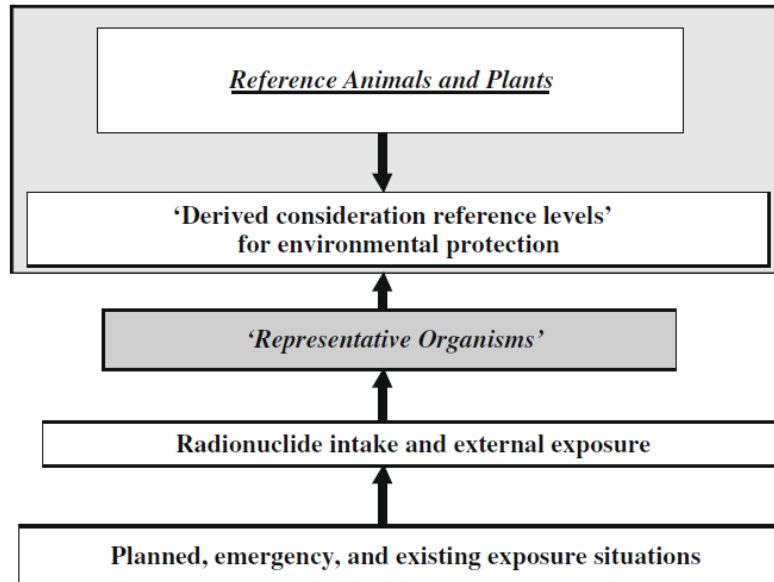 Reference Animals and Plants
‘Derived consideration reference levels’
for environmental protection
‘Representative Organisms’
Radionuclide intake and external exposure
Planned, emergency, and existing exposure situations